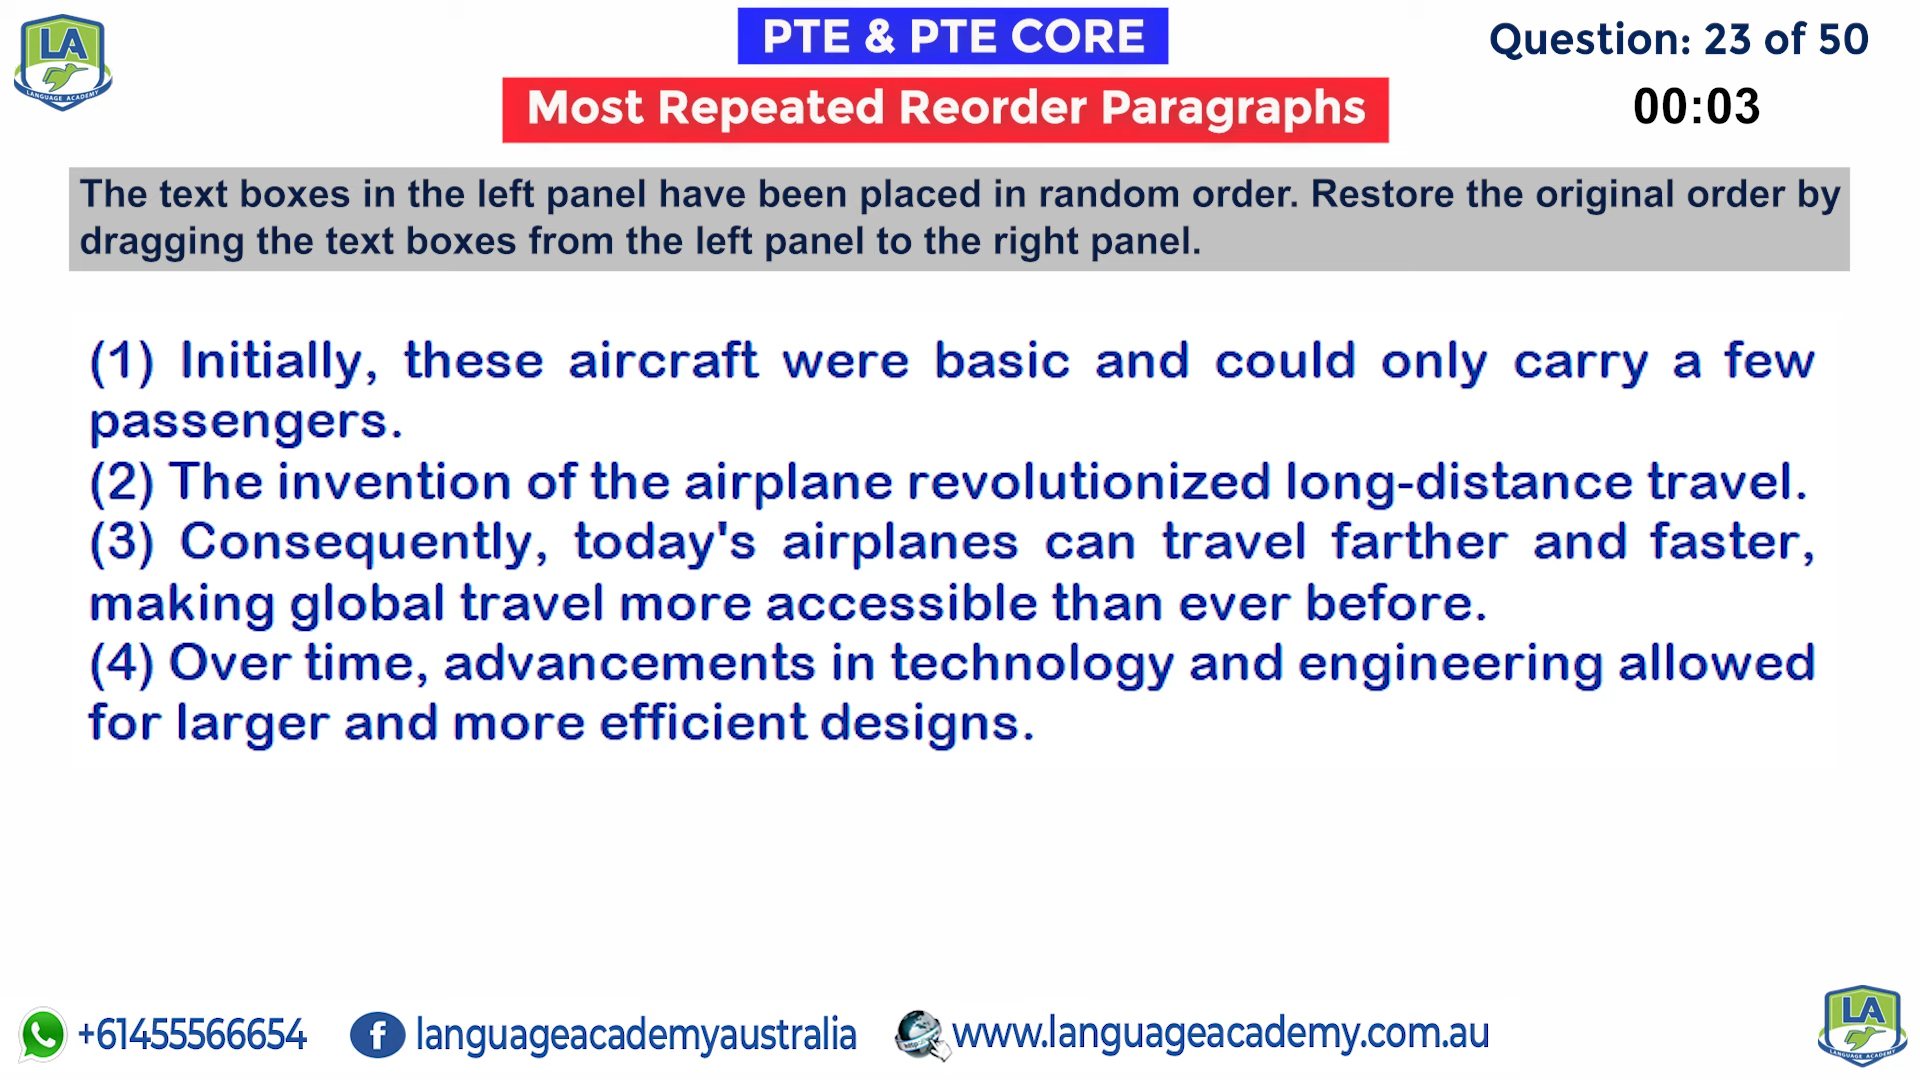 LA
LANGUAGE ACADEMY
PTE & PTE CORE
Most Repeated Reorder Paragraphs
Question: 23 of 50
00:03
The text boxes in the left panel have been placed in random order. Restore the original order by
dragging the text boxes from the left panel to the right panel.
(1) Initially, these aircraft were basic and could only carry a few
passengers.
(2) The invention of the airplane revolutionized long-distance travel.
(3) Consequently, today's airplanes can travel farther and faster,
making global travel more accessible than ever before.
(4) Over time, advancements in technology and engineering allowed
for larger and more efficient designs.
+61455566654
languageacademyaustralia
www.languageacademy.com.au
LA
LANGUAGE ACADEMY